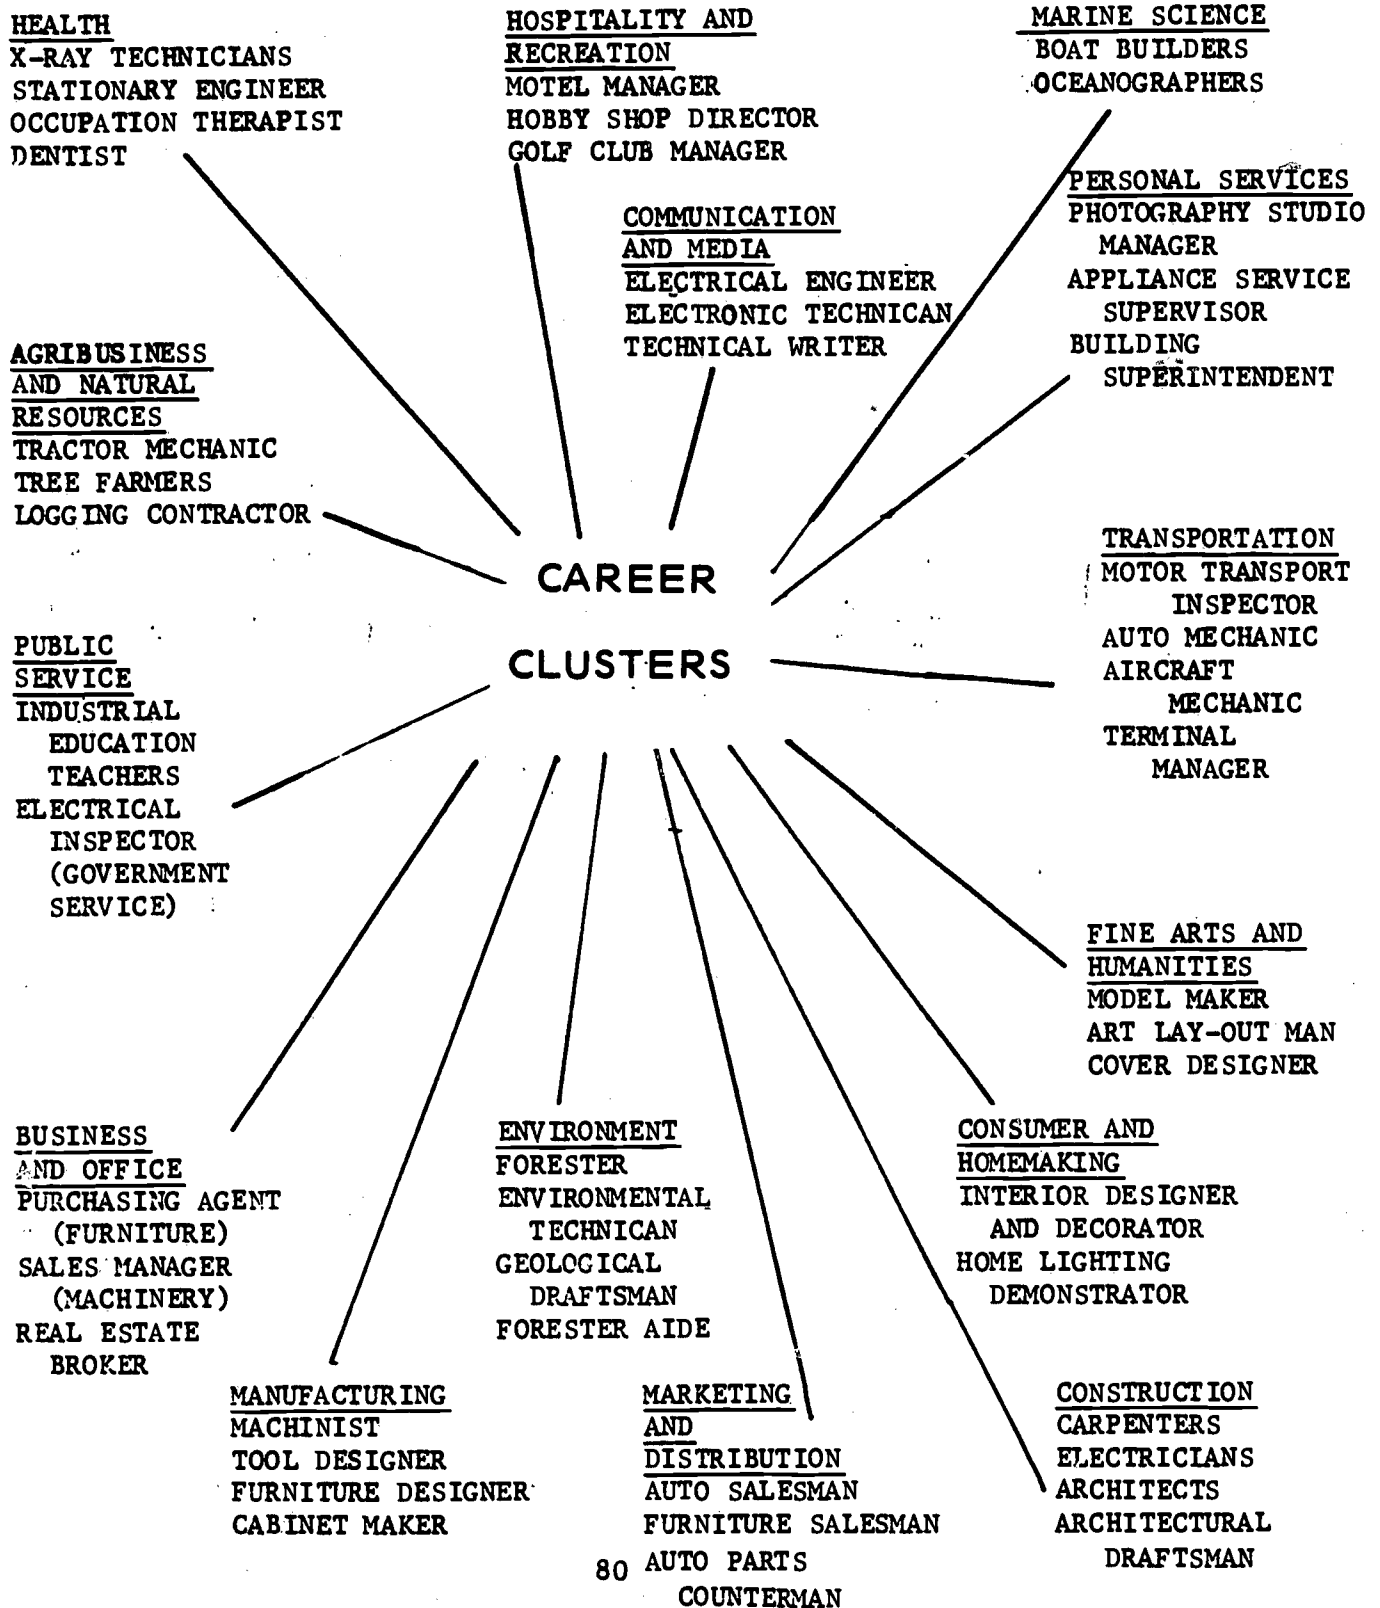 HEALTH
X-RAY TECHNICIANS
STATIONARY ENGINEER
OCCUPATION THERAPIST
DENTIST
HOSPITALITY AND
RECREATION
MOTEL MANAGER
HOBBY SHOP DIRECTOR
GOLF CLUB MANAGER
MARINE SCIENCE
BOAT BUILDERS
OCEANOGRAPHERS
COMMUNICATION
AND MEDIA
ELECTRICAL ENGINEER
ELECTRONIC TECHNICAN
TECHNICAL WRITER
PERSONAL SERVICES
PHOTOGRAPHY STUDIO
MANAGER
APPLIANCE SERVICE
SUPERVISOR
BUILDING
SUPERINTENDENT
AGRIBUSINESS
AND NATURAL
RESOURCES
TRACTOR MECHANIC
TREE FARMERS
LOGGING CONTRACTOR
CAREER
CLUSTERS
TRANSPORTATION
MOTOR TRANSPORT
INSPECTOR
AUTO MECHANIC
AIRCRAFT
MECHANIC
TERMINAL
MANAGER
PUBLIC
SERVICE
INDUSTRIAL
EDUCATION
TEACHERS
ELECTRICAL
INSPECTOR
(GOVERNMENT
SERVICE)
FINE ARTS AND
HUMANITIES
MODEL MAKER
ART LAY-OUT MAN
COVER DESIGNER
BUSINESS
AND OFFICE
PURCHASING AGENT
(FURNITURE)
SALES MANAGER
(MACHINERY)
REAL ESTATE
BROKER
ENVIRONMENT
FORESTER
ENVIRONMENTAL
TECHNICAN
GEOLOGICAL
DRAFTSMAN
FORESTER AIDE
CONSUMER AND
HOMEMAKING
INTERIOR DESIGNER
AND DECORATOR
HOME LIGHTING
DEMONSTRATOR
MANUFACTURING
MACHINIST
TOOL DESIGNER
FURNITURE DESIGNER
CABINET MAKER
MARKETING
AND
DISTRIBUTION
AUTO SALESMAN
FURNITURE SALESMAN
AUTO PARTS
COUNTERMAN
CONSTRUCTION
CARPENTERS
ELECTRICIANS
ARCHITECTS
ARCHITECTURAL
DRAFTSMAN
80